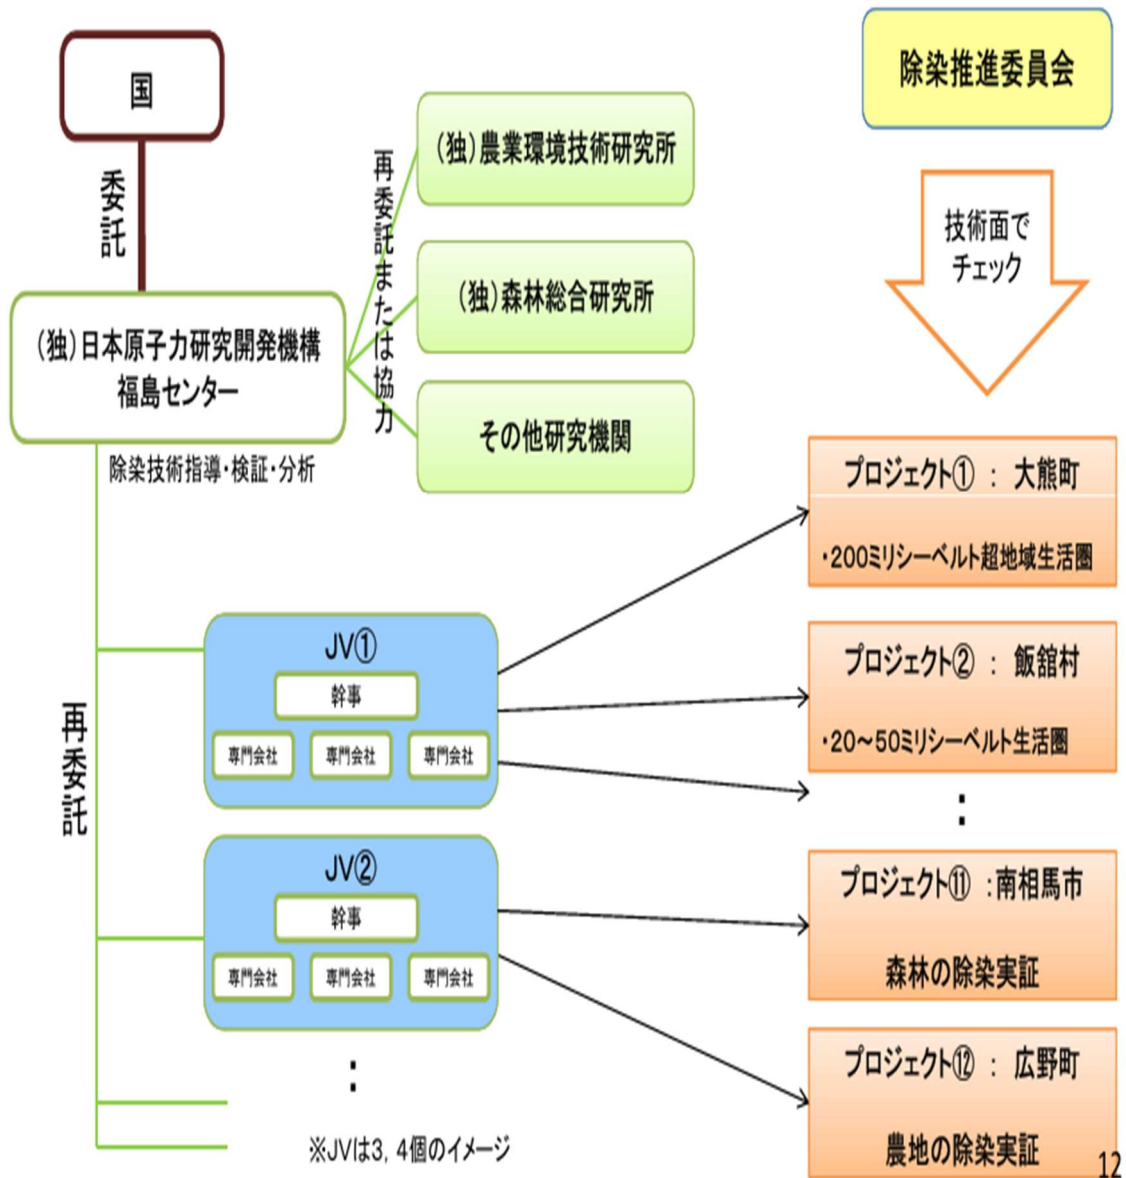 国
委託
(独)日本原子力研究開発機構
福島センター
除染技術指導・検証・分析
再委託または協力
(独)農業環境技術研究所
(独)森林総合研究所
その他研究機関
除染推進委員会
技術面で
チェック
再委託
JV①
幹事
専門会社 専門会社 専門会社
JV②
幹事
専門会社 専門会社 専門会社
:
※JVは3,4個のイメージ
プロジェクト① : 大熊町
・200ミリシーベルト超地域生活圏
プロジェクト② : 飯舘村
・20～50ミリシーベルト生活圏
:
プロジェクト⑪ :南相馬市
森林の除染実証
プロジェクト⑫ : 広野町
農地の除染実証
12